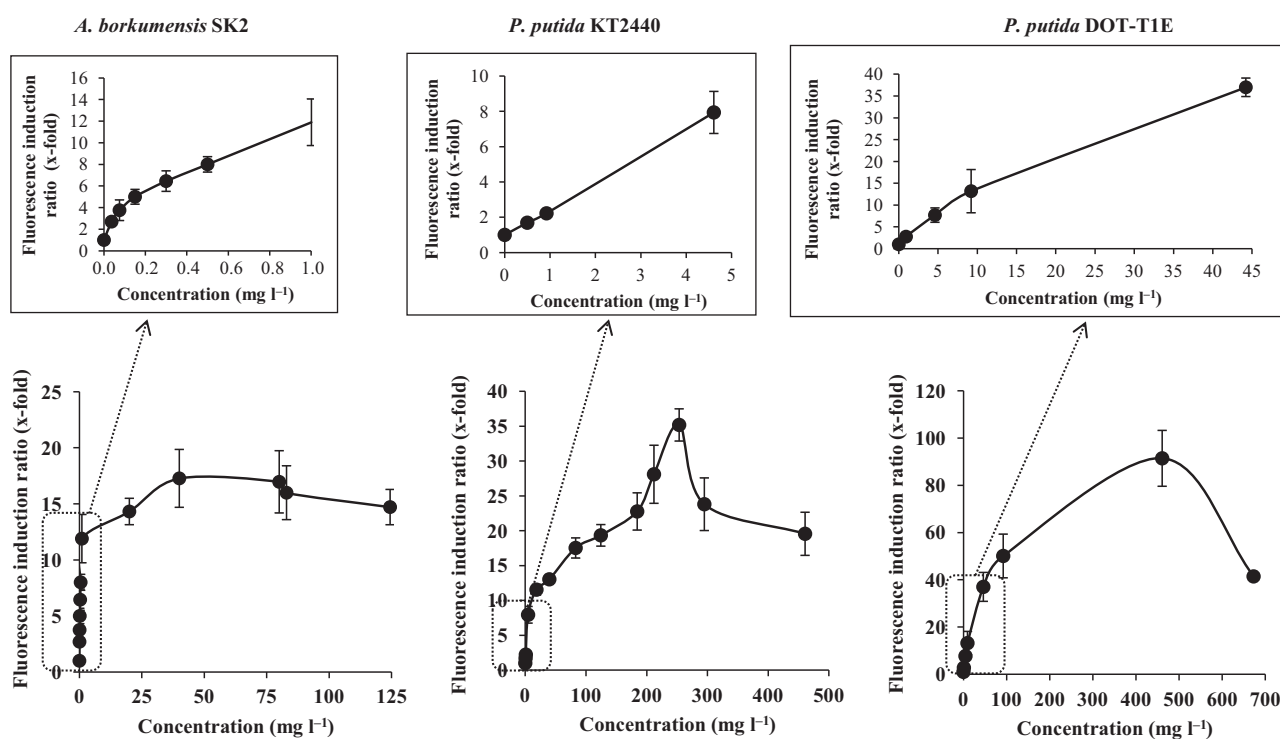 A. borkumensis SK2
P. putida KT2440
P. putida DOT-T1E
Fluorescence induction
ratio (x-fold)
16
14
12
10
8
6
4
2
0
0.0 0.2 0.4 0.6 0.8 1.0
Concentration (mg l⁻¹)
Fluorescence induction
ratio (x-fold)
10
8
6
4
2
0
0 1 2 3 4 5
Concentration (mg l⁻¹)
Fluorescence induction
ratio (x-fold)
40
35
30
25
20
15
10
5
0
0 5 10 15 20 25 30 35 40 45
Concentration (mg l⁻¹)
Fluorescence induction ratio (x-fold)
25
20
15
10
5
0
0 25 50 75 100 125
Concentration (mg l⁻¹)
Fluorescence induction ratio (x-fold)
40
35
30
25
20
15
10
5
0
0 100 200 300 400 500
Concentration (mg l⁻¹)
Fluorescence induction ratio (x-fold)
120
100
80
60
40
20
0
0 100 200 300 400 500 600 700
Concentration (mg l⁻¹)